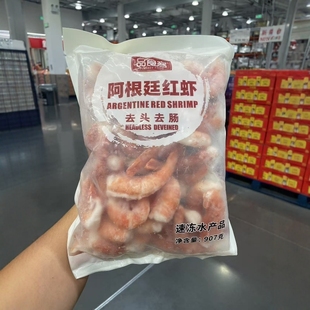 阿根廷红虾
ARGENTINE RED SHRIMP
去头去肠
HEADLESS DEVEINED
速冻水产品
净含量：907克